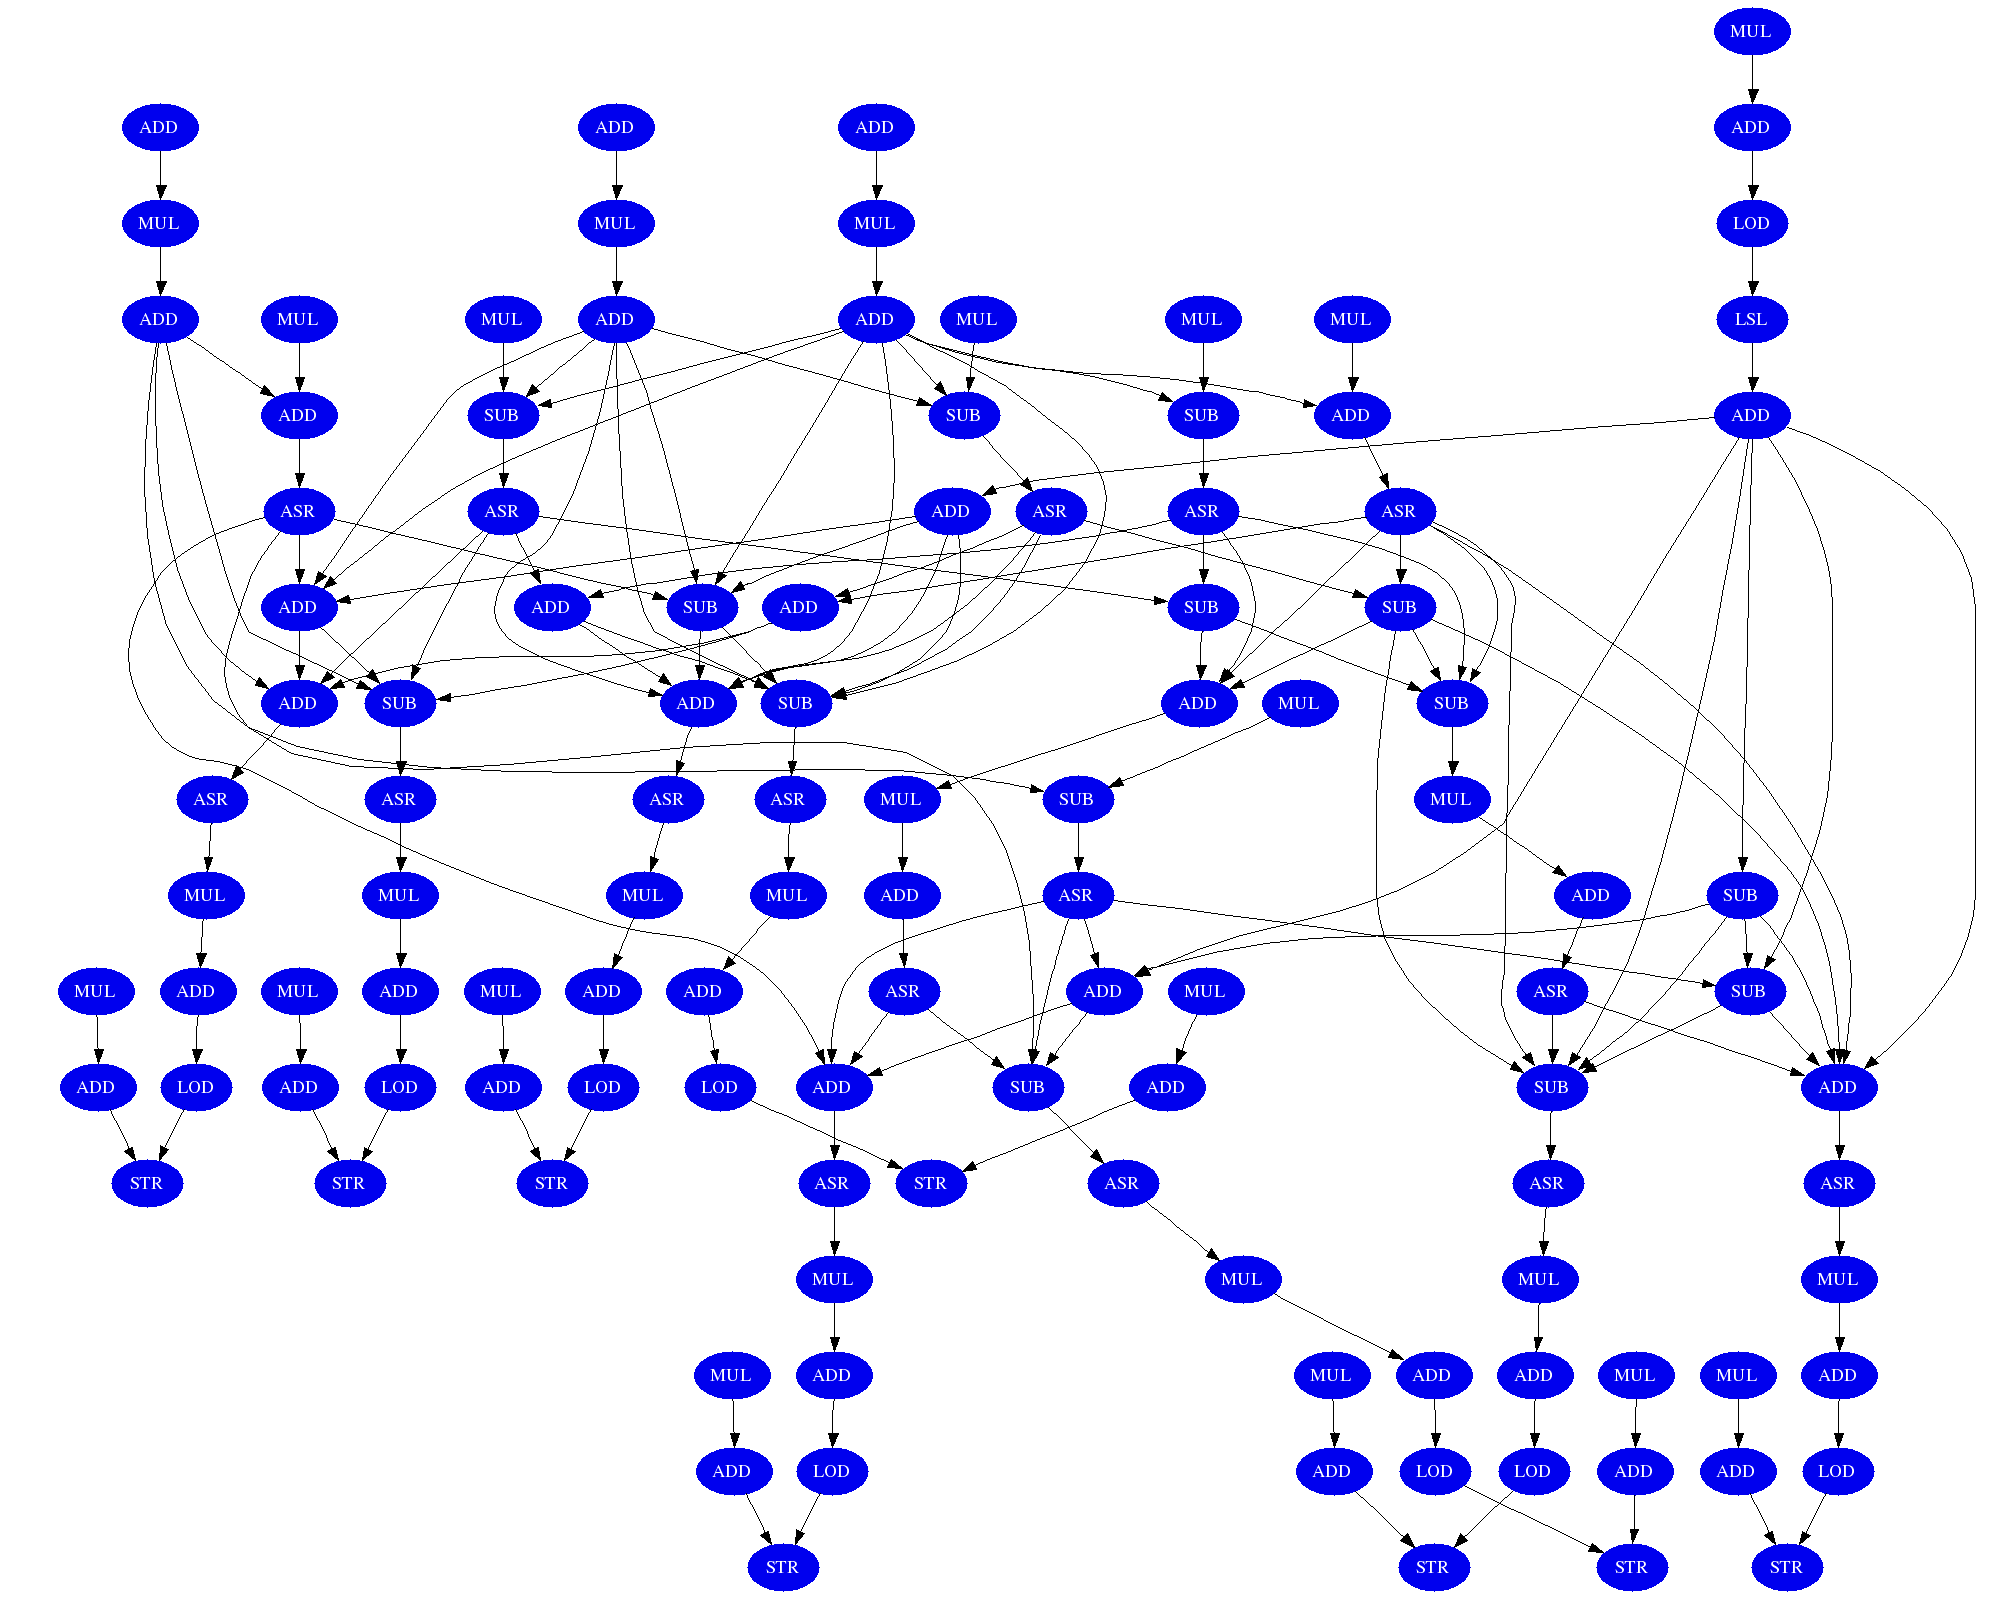 MUL
ADD ADD ADD ADD
MUL MUL MUL LOD
ADD MUL MUL ADD ADD MUL MUL MUL LSL
ADD SUB SUB SUB ADD ADD
ASR ASR ADD ASR ASR ASR
ADD ADD SUB ADD SUB SUB
ADD SUB ADD SUB ADD MUL SUB
ASR ASR ASR ASR MUL SUB MUL
MUL MUL MUL MUL ADD ASR ADD SUB
MUL ADD MUL ADD MUL ADD ADD ASR ADD MUL ASR SUB
ADD LOD ADD LOD ADD LOD LOD ADD SUB ADD SUB ADD
STR STR STR ASR STR ASR ASR ASR
MUL MUL MUL MUL
MUL ADD MUL ADD ADD MUL MUL ADD
ADD LOD ADD LOD LOD ADD ADD LOD
STR STR STR STR